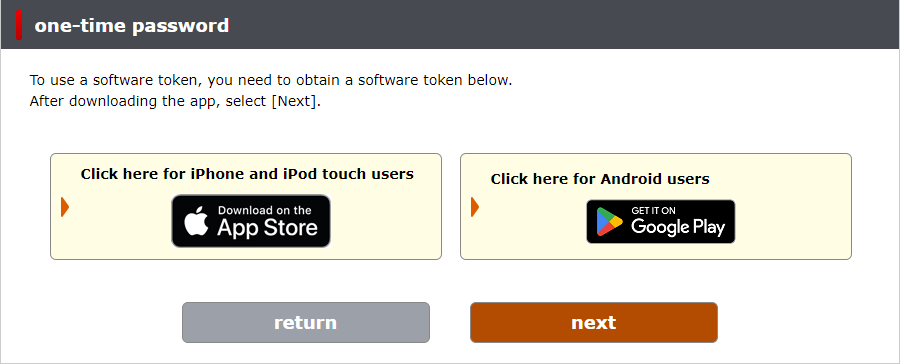 one-time password
To use a software token, you need to obtain a software token below.
After downloading the app, select [Next].
Click here for iPhone and iPod touch users
Download on the
App Store
Click here for Android users
GET IT ON
Google Play
return
next